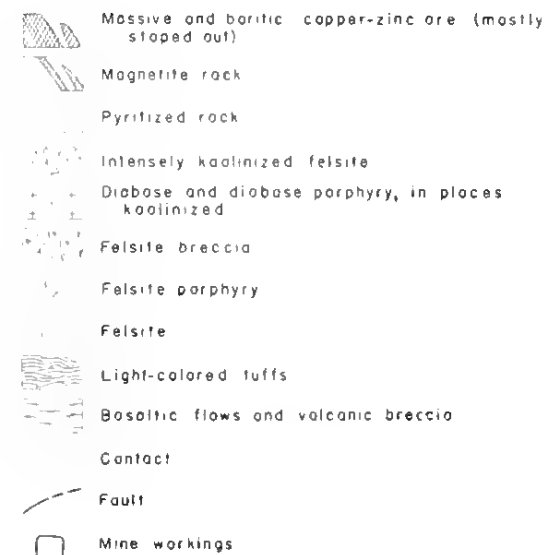 Massive and baritic copper-zinc ore (mostly
stoped out)
Magnetite rock
Pyritized rock
Intensely kaolinized felsite
Diabase and diabase porphyry, in places
kaolinized
Felsite breccia
Felsite porphyry
Felsite
Light-colored tuffs
Basaltic flows and volcanic breccia
Contact
Fault
Mine workings